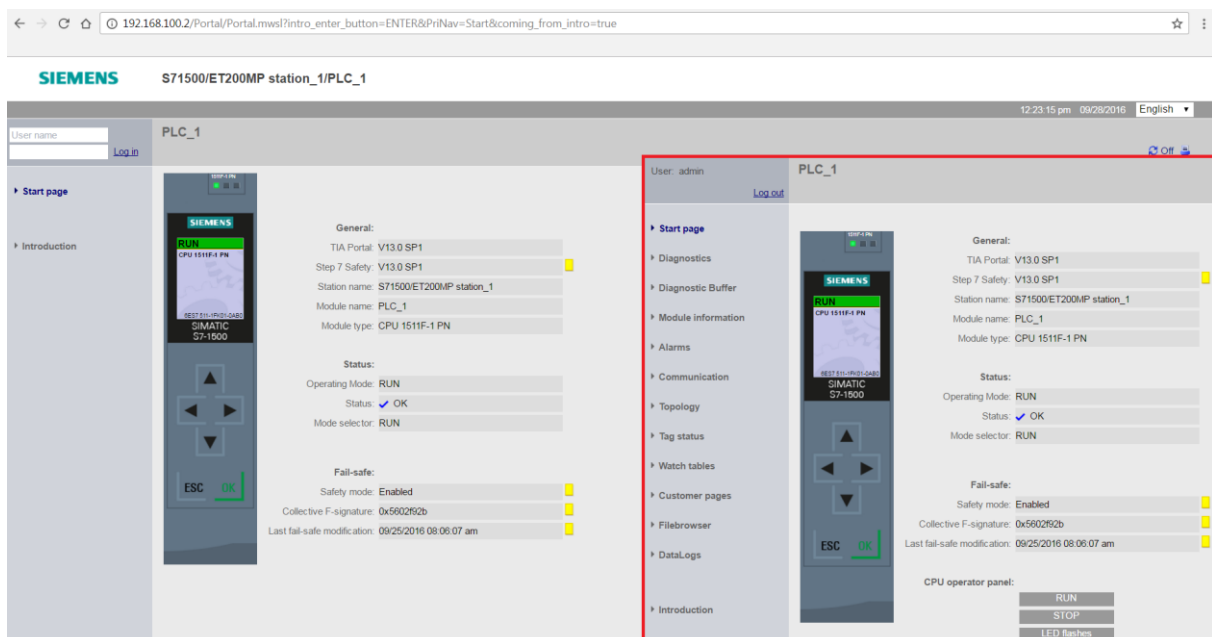 192.168.100.2/Portal/Portal.mwsl?intro_enter_button=ENTER&PriNav=Start&coming_from_intro=true
SIEMENS S71500/ET200MP station_1/PLC_1
12:23:15 pm 09/28/2016 English
User name
Log in
PLC_1
Off
Start page
Introduction
1511F-1 PN
SIEMENS
RUN
CPU 1511F-1 PN
SIMATIC
S7-1500
ESC OK
General:
TIA Portal: V13.0 SP1
Step 7 Safety: V13.0 SP1
Station name: S71500/ET200MP station_1
Module name: PLC_1
Module type: CPU 1511F-1 PN
Status:
Operating Mode: RUN
Status: OK
Mode selector: RUN
Fail-safe:
Safety mode: Enabled
Collective F-signature: 0x5602f92b
Last fail-safe modification: 09/25/2016 08:06:07 am
User: admin
Log out
PLC_1
Start page
Diagnostics
Diagnostic Buffer
Module information
Alarms
Communication
Topology
Tag status
Watch tables
Customer pages
Filebrowser
DataLogs
Introduction
1511F-1 PN
SIEMENS
RUN
CPU 1511F-1 PN
SIMATIC
S7-1500
ESC OK
General:
TIA Portal: V13.0 SP1
Step 7 Safety: V13.0 SP1
Station name: S71500/ET200MP station_1
Module name: PLC_1
Module type: CPU 1511F-1 PN
Status:
Operating Mode: RUN
Status: OK
Mode selector: RUN
Fail-safe:
Safety mode: Enabled
Collective F-signature: 0x5602f92b
Last fail-safe modification: 09/25/2016 08:06:07 am
CPU operator panel:
RUN
STOP
LED flashes